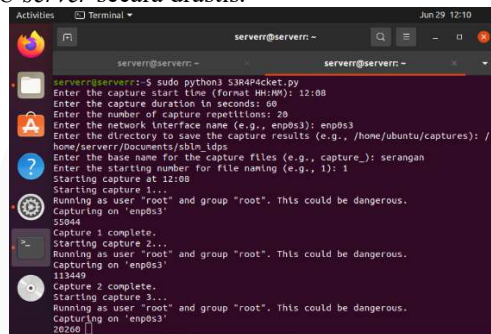 server secara drastis.
Activities Terminal Jun 29 12:10
serverr@serverr: ~
serverr@serverr: ~ serverr@serverr: ~
serverr@serverr:~$ sudo python3 S3R4P4cket.py
Enter the capture start time (format HH:MM): 12:08
Enter the capture duration in seconds: 60
Enter the number of capture repetitions: 20
Enter the network interface name (e.g., enp0s3): enp0s3
Enter the directory to save the capture results (e.g., /home/ubuntu/captures): /
home/serverr/Documents/sblm_idps
Enter the base name for the capture files (e.g., capture_): serangan
Enter the starting number for file naming (e.g., 1): 1
Starting capture at 12:08
Starting capture 1...
Running as user "root" and group "root". This could be dangerous.
Capturing on 'enp0s3'
55044
Capture 1 complete.
Starting capture 2...
Running as user "root" and group "root". This could be dangerous.
Capturing on 'enp0s3'
113449
Capture 2 complete.
Starting capture 3...
Running as user "root" and group "root". This could be dangerous.
Capturing on 'enp0s3'
20260